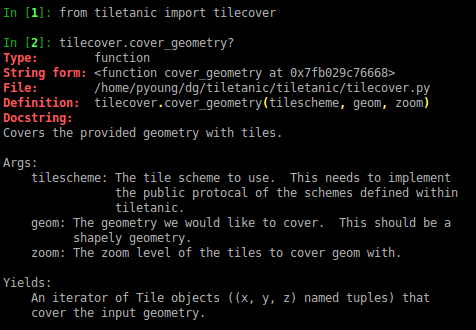 In [1]: from tiletanic import tilecover
In [2]: tilecover.cover_geometry?
Type:        function
String form: <function cover_geometry at 0x7fb029c76668>
File:        /home/pyoung/dg/tiletanic/tiletanic/tilecover.py
Definition:  tilecover.cover_geometry(tilescheme, geom, zoom)
Docstring:
Covers the provided geometry with tiles.
Args:
    tilescheme: The tile scheme to use.  This needs to implement
                the public protocal of the schemes defined within
                tiletanic.
    geom: The geometry we would like to cover.  This should be a
          shapely geometry.
    zoom: The zoom level of the tiles to cover geom with.
Yields:
    An iterator of Tile objects ((x, y, z) named tuples) that
    cover the input geometry.